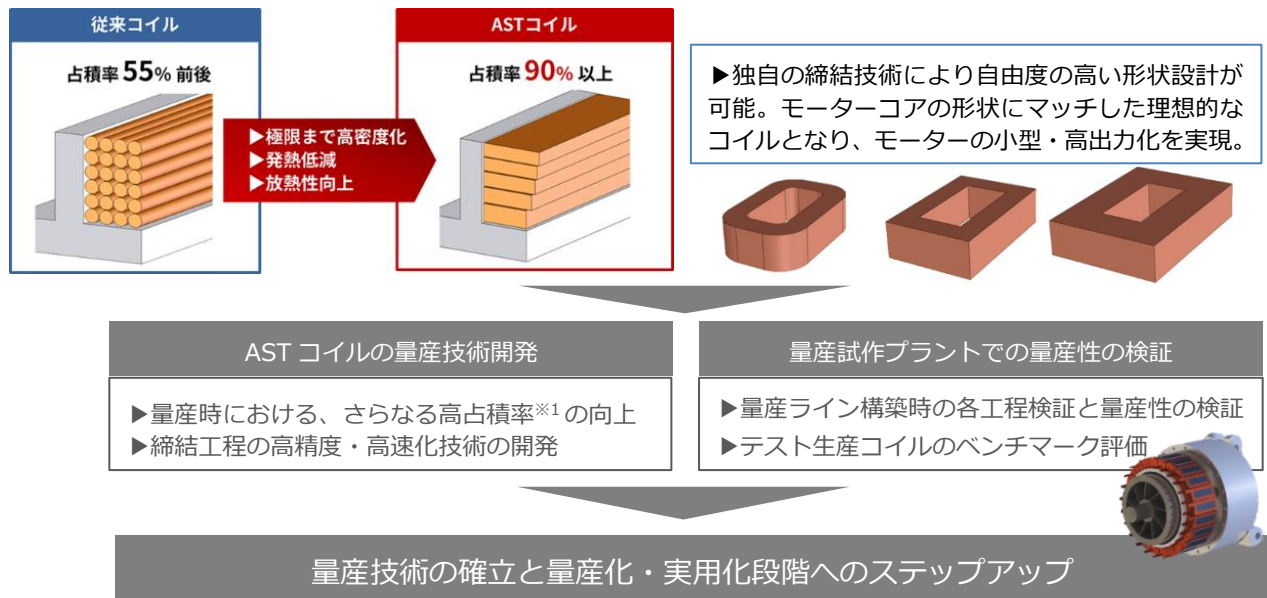 従来コイル
占積率 55% 前後
▶極限まで高密度化
▶発熱低減
▶放熱性向上
ASTコイル
占積率 90% 以上
▶独自の締結技術により自由度の高い形状設計が
可能。モーターコアの形状にマッチした理想的な
コイルとなり、モーターの小型・高出力化を実現。
AST コイルの量産技術開発
▶量産時における、さらなる高占積率※1 の向上
▶締結工程の高精度・高速化技術の開発
量産試作プラントでの量産性の検証
▶量産ライン構築時の各工程検証と量産性の検証
▶テスト生産コイルのベンチマーク評価
量産技術の確立と量産化・実用化段階へのステップアップ